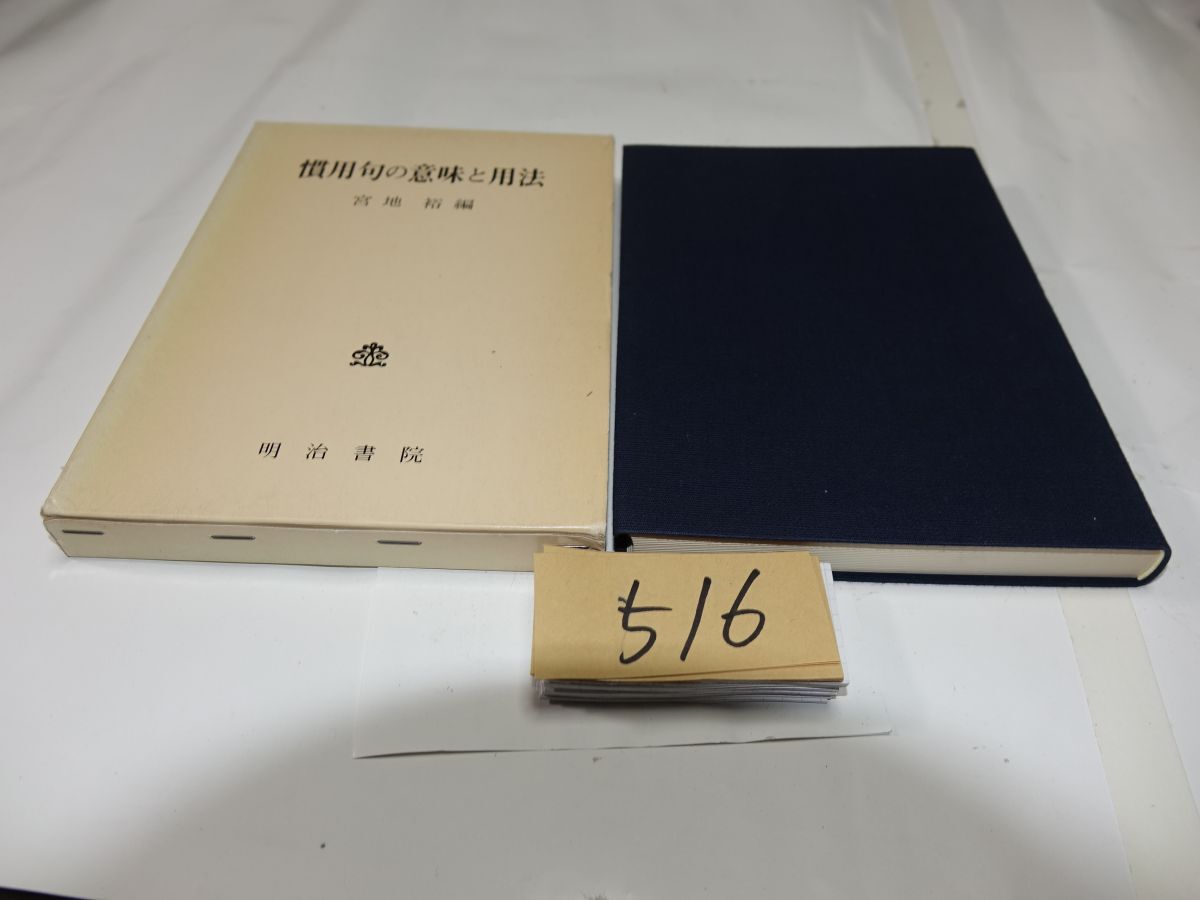 慣用句の意味と用法
宮地 裕編
明治書院
516